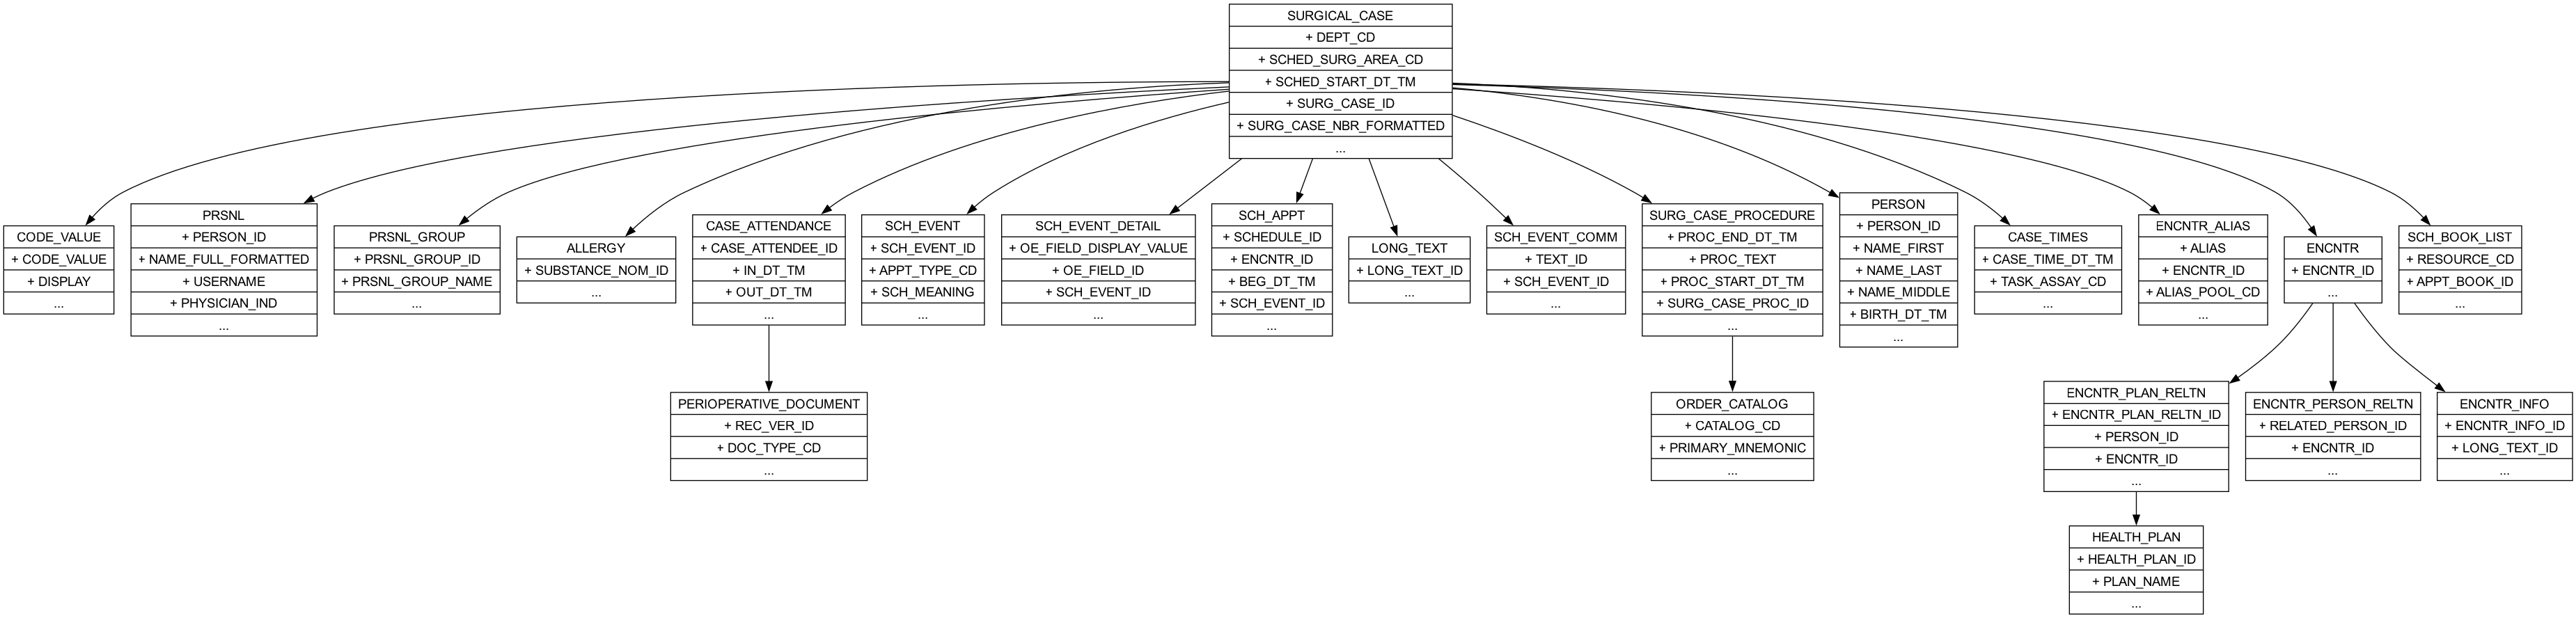 SURGICAL_CASE
+ DEPT_CD
+ SCHED_SURG_AREA_CD
+ SCHED_START_DT_TM
+ SURG_CASE_ID
+ SURG_CASE_NBR_FORMATTED
...
CODE_VALUE
+ CODE_VALUE
+ DISPLAY
...
PRSNL
+ PERSON_ID
+ NAME_FULL_FORMATTED
+ USERNAME
+ PHYSICIAN_IND
...
PRSNL_GROUP
+ PRSNL_GROUP_ID
+ PRSNL_GROUP_NAME
...
ALLERGY
+ SUBSTANCE_NOM_ID
...
CASE_ATTENDANCE
+ CASE_ATTENDEE_ID
+ IN_DT_TM
+ OUT_DT_TM
...
SCH_EVENT
+ SCH_EVENT_ID
+ APPT_TYPE_CD
+ SCH_MEANING
...
SCH_EVENT_DETAIL
+ OE_FIELD_DISPLAY_VALUE
+ OE_FIELD_ID
+ SCH_EVENT_ID
...
SCH_APPT
+ SCHEDULE_ID
+ ENCNTR_ID
+ BEG_DT_TM
+ SCH_EVENT_ID
...
LONG_TEXT
+ LONG_TEXT_ID
...
SCH_EVENT_COMM
+ TEXT_ID
+ SCH_EVENT_ID
...
SURG_CASE_PROCEDURE
+ PROC_END_DT_TM
+ PROC_TEXT
+ PROC_START_DT_TM
+ SURG_CASE_PROC_ID
...
PERSON
+ PERSON_ID
+ NAME_FIRST
+ NAME_LAST
+ NAME_MIDDLE
+ BIRTH_DT_TM
...
CASE_TIMES
+ CASE_TIME_DT_TM
+ TASK_ASSAY_CD
...
ENCNTR_ALIAS
+ ALIAS
+ ENCNTR_ID
+ ALIAS_POOL_CD
...
ENCNTR
+ ENCNTR_ID
...
SCH_BOOK_LIST
+ RESOURCE_CD
+ APPT_BOOK_ID
...
PERIOPERATIVE_DOCUMENT
+ REC_VER_ID
+ DOC_TYPE_CD
...
ORDER_CATALOG
+ CATALOG_CD
+ PRIMARY_MNEMONIC
...
ENCNTR_PLAN_RELTN
+ ENCNTR_PLAN_RELTN_ID
+ PERSON_ID
+ ENCNTR_ID
...
ENCNTR_PERSON_RELTN
+ RELATED_PERSON_ID
+ ENCNTR_ID
...
ENCNTR_INFO
+ ENCNTR_INFO_ID
+ LONG_TEXT_ID
...
HEALTH_PLAN
+ HEALTH_PLAN_ID
+ PLAN_NAME
...